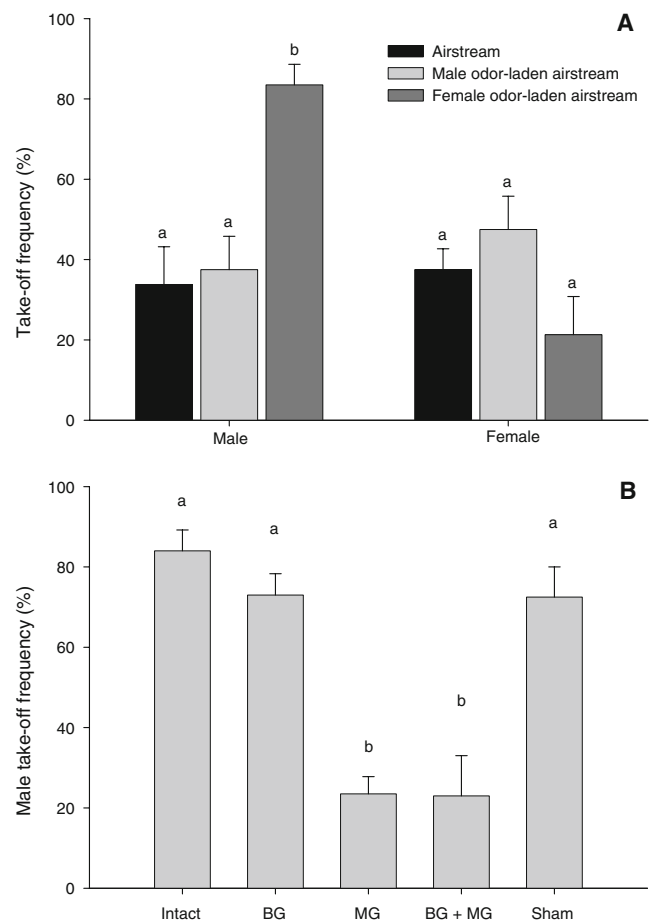 A
Airstream
Male odor-laden airstream
Female odor-laden airstream
Take-off frequency (%)
100
80
60
40
20
0
a
a
b
a
a
a
Male
Female
B
Male take-off frequency (%)
100
80
60
40
20
0
a
a
b
b
a
Intact
BG
MG
BG + MG
Sham